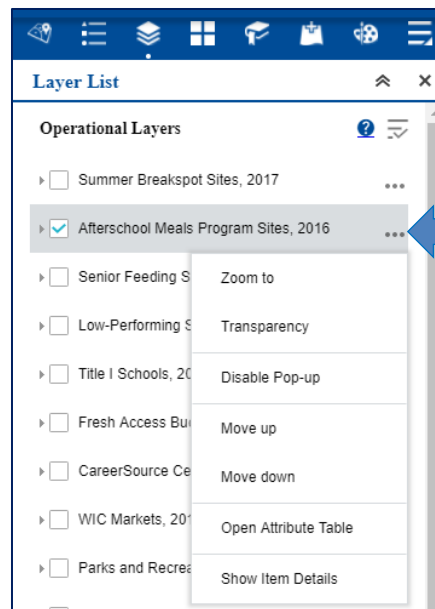 Layer List
Operational Layers
?
Summer Breakspot Sites, 2017
Afterschool Meals Program Sites, 2016
Senior Feeding S
Zoom to
Low-Performing S
Transparency
Title I Schools, 20
Disable Pop-up
Fresh Access Bu
Move up
CareerSource Ce
Move down
WIC Markets, 201
Open Attribute Table
Parks and Recrea
Show Item Details